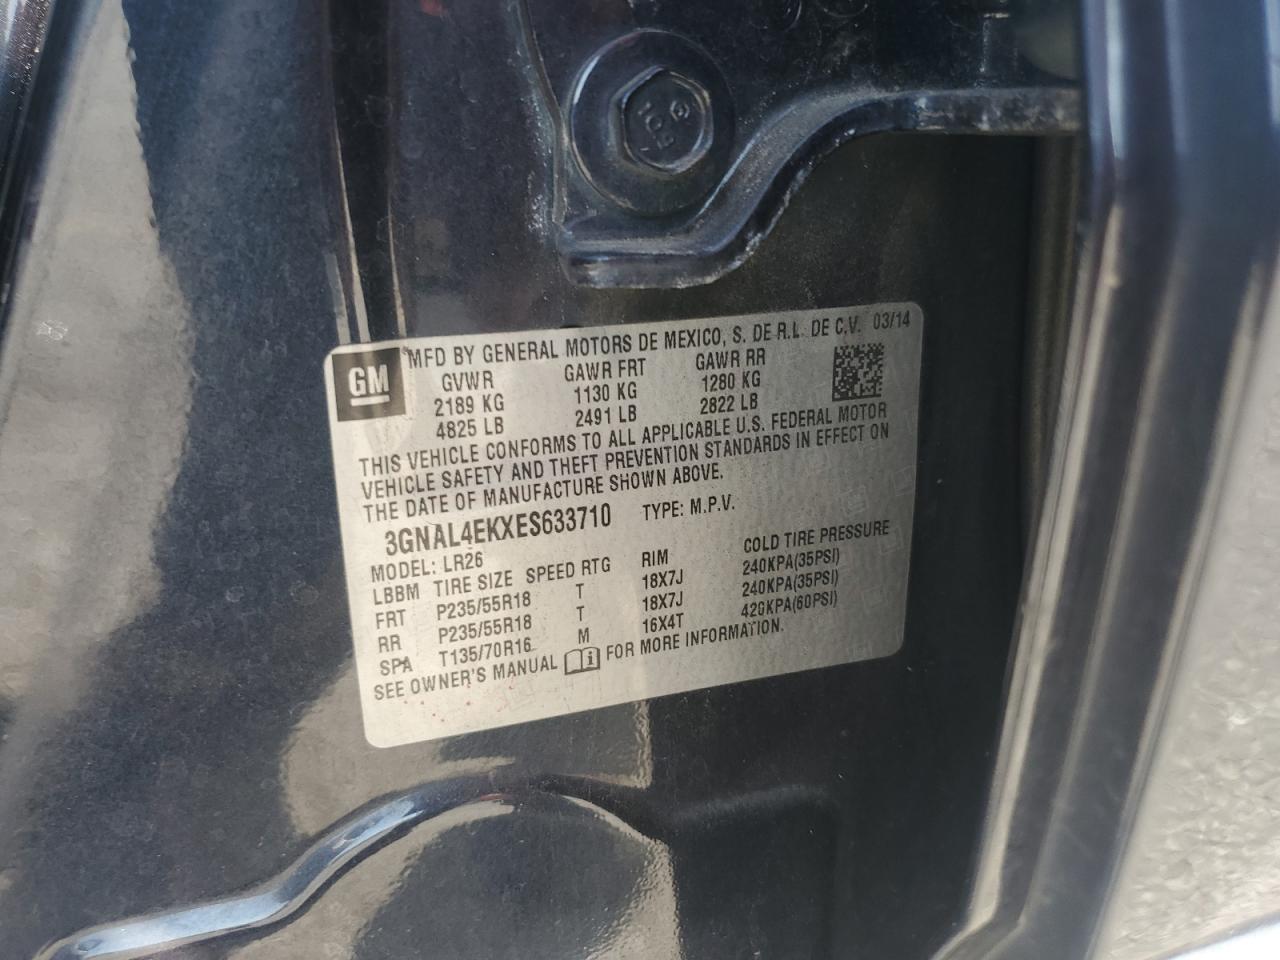 GM
MFD BY GENERAL MOTORS DE MEXICO, S. DE R.L. DE C.V. 03/14
GVWR GAWR FRT GAWR RR
2189 KG 1130 KG 1280 KG
4825 LB 2491 LB 2822 LB
THIS VEHICLE CONFORMS TO ALL APPLICABLE U.S. FEDERAL MOTOR
VEHICLE SAFETY AND THEFT PREVENTION STANDARDS IN EFFECT ON
THE DATE OF MANUFACTURE SHOWN ABOVE.
3GNAL4EKXES633710 TYPE: M.P.V.
MODEL: LR26
LBBM TIRE SIZE SPEED RTG RIM COLD TIRE PRESSURE
FRT P235/55R18 T 18X7J 240KPA(35PSI)
RR P235/55R18 T 18X7J 240KPA(35PSI)
SPA T135/70R16 M 16X4T 420KPA(60PSI)
SEE OWNER'S MANUAL FOR MORE INFORMATION.